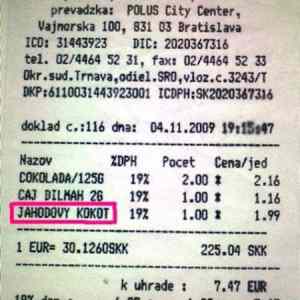 prevadzka: POLUS City Center,
Vajnorska 100, 831 03 Bratislava
ICO: 31443923 DIC: 2020367316
tel. 02/4464 52 31, fax: 02/4464 52 33
Okr.sud.Trnava,odiel.SRO,vloz.c.3243/T
DKP:6110031443923001 ICDPH:SK2020367316
doklad c.:116 dna: 04.11.2009 19:15:47
Nazov %DPH Pocet Cena/jed
COKOLADA/125G 19% 2.00 * 2.16
CAJ DILMAH 2G 19% 1.00 * 1.16
JAHODOVY KOKOT 19% 1.00 * 1.99
1 EUR= 30.1260SKK 225.04 SKK
k uhrade : 7.47 EUR